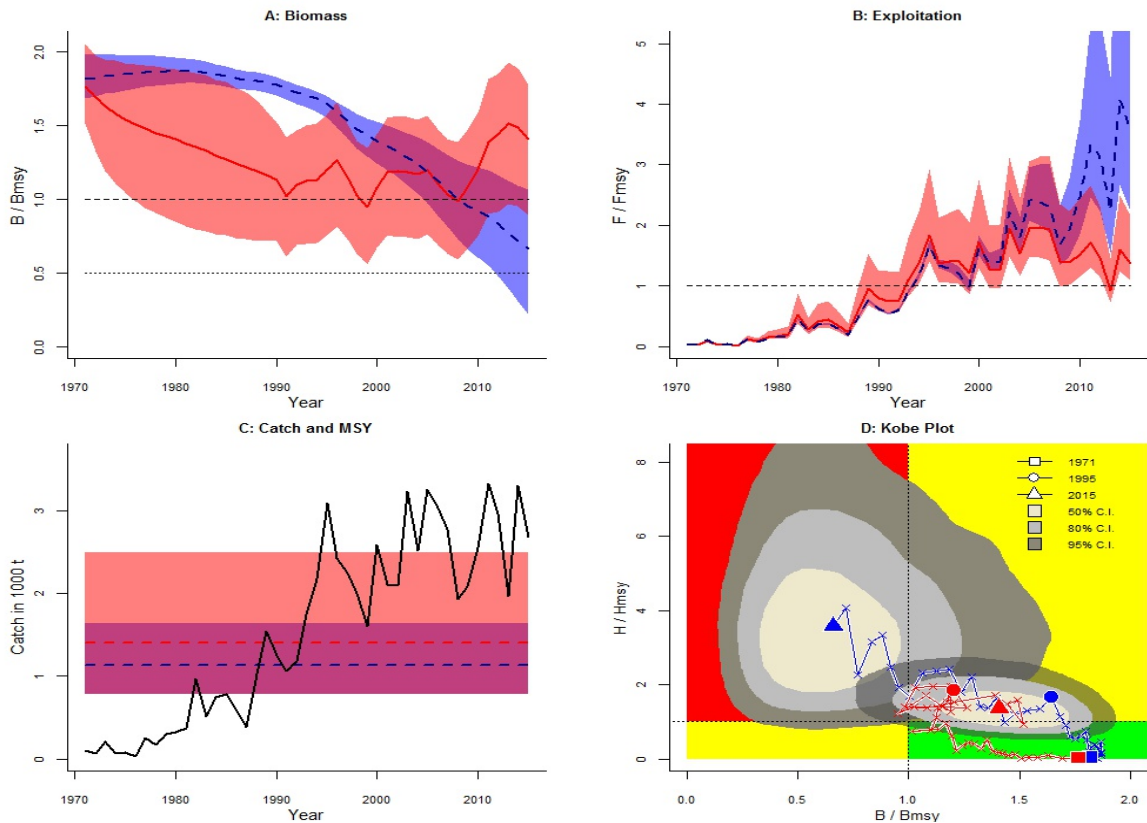 A: Biomass
B / Bmsy
2.0
1.5
1.0
0.5
0.0
1970 1980 1990 2000 2010
Year
B: Exploitation
F / Fmsy
5
4
3
2
1
0
1970 1980 1990 2000 2010
Year
C: Catch and MSY
Catch in 1000 t
3
2
1
0
1970 1980 1990 2000 2010
Year
D: Kobe Plot
H / Hmsy
8
6
4
2
0
1971
1995
2015
50% C.I.
80% C.I.
95% C.I.
0.0 0.5 1.0 1.5 2.0
B / Bmsy